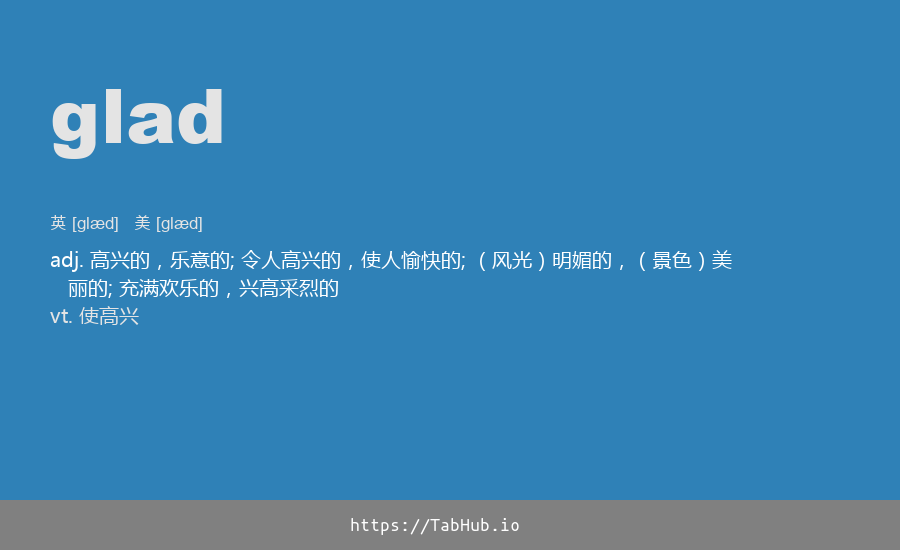 glad
英 [glæd] 美 [glæd]
adj. 高兴的，乐意的; 令人高兴的，使人愉快的; （风光）明媚的，（景色）美
丽的; 充满欢乐的，兴高采烈的
vt. 使高兴
https://TabHub.io